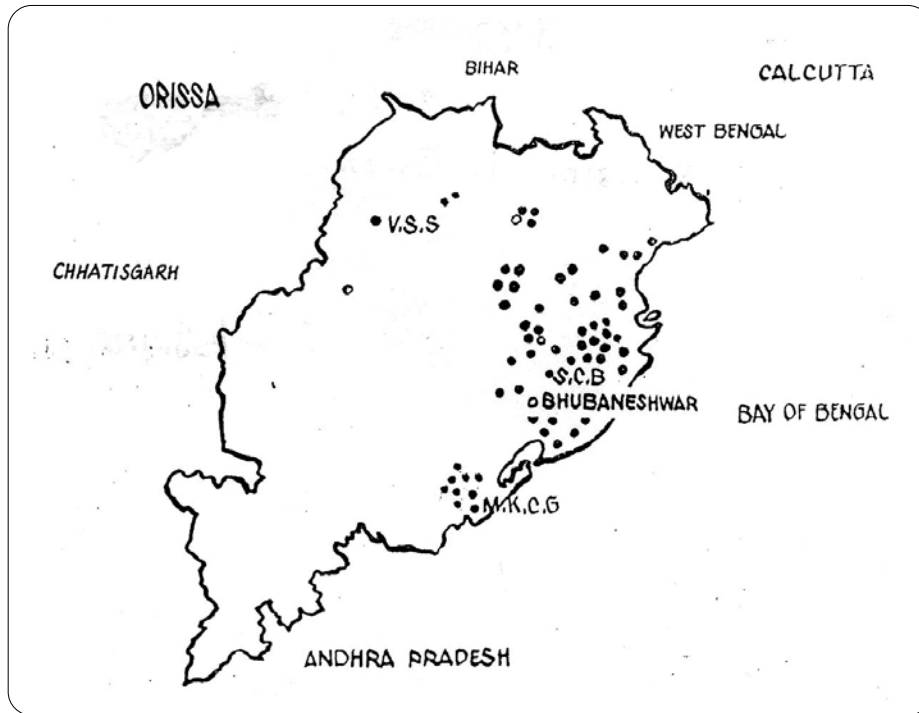 BIHAR
CALCUTTA
ORISSA
WEST BENGAL
V.S.S
CHHATISGARH
S.C.B
BHUBANESHWAR
BAY OF BENGAL
M.K.C.G
ANDHRA PRADESH